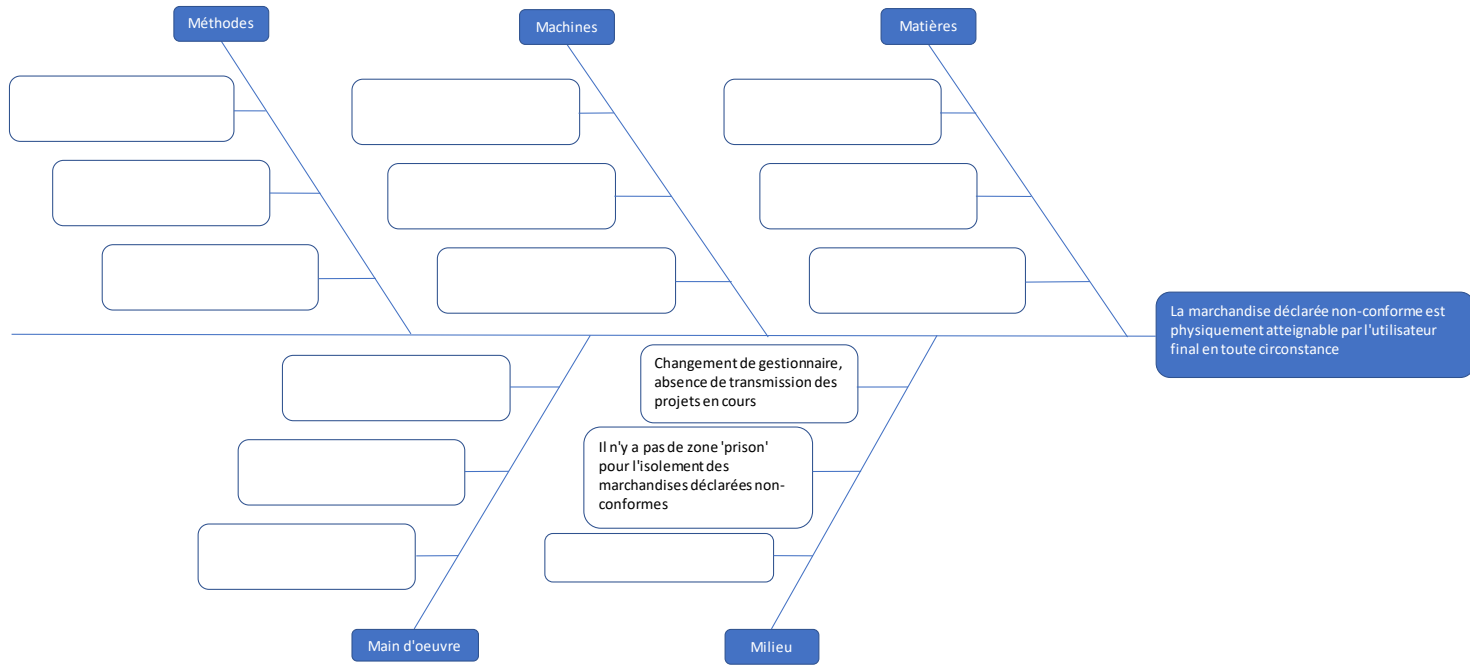 Méthodes
Machines
Matières
La marchandise déclarée non-conforme est
physiquement atteignable par l'utilisateur
final en toute circonstance
Changement de gestionnaire,
absence de transmission des
projets en cours
Il n'y a pas de zone 'prison'
pour l'isolement des
marchandises déclarées non-
conformes
Main d'oeuvre
Milieu